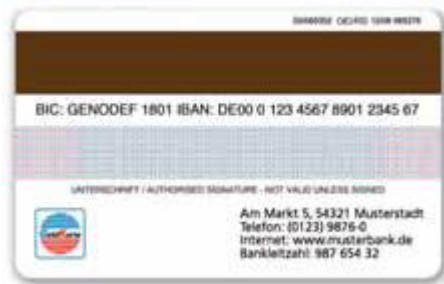 BIC: GENODEF 1801 IBAN: DE00 0 123 4567 8901 2345 67
UNTERSCHRIFT / AUTHORISED SIGNATURE - NOT VALID UNLESS SIGNED
GeldKarte
Am Markt 5, 54321 Musterstadt
Telefon: (0123) 9876-0
Internet: www.musterbank.de
Bankleitzahl: 987 654 32